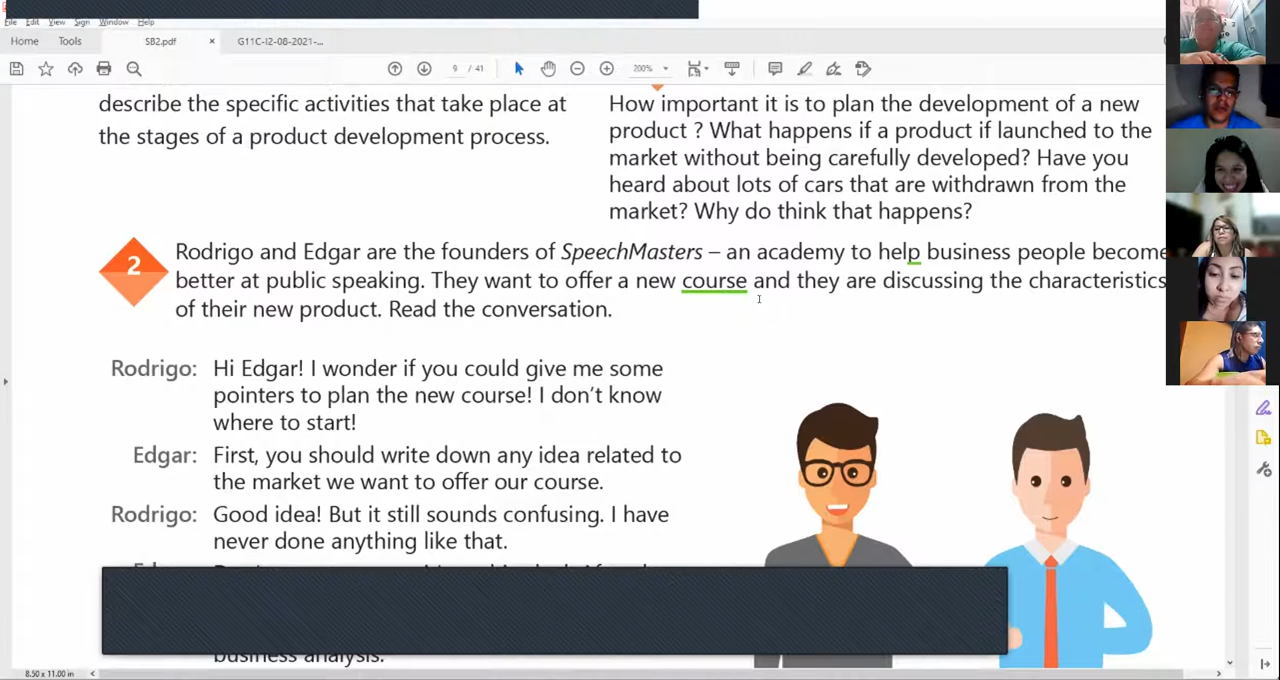 File Edit View Sign Window Help
Home Tools SB2.pdf × G11C-I2-08-2021-...
9 / 41 200%
describe the specific activities that take place at
the stages of a product development process.
How important it is to plan the development of a new
product ? What happens if a product if launched to the
market without being carefully developed? Have you
heard about lots of cars that are withdrawn from the
market? Why do think that happens?
2
Rodrigo and Edgar are the founders of SpeechMasters – an academy to help business people become
better at public speaking. They want to offer a new course and they are discussing the characteristics
of their new product. Read the conversation.
Rodrigo: Hi Edgar! I wonder if you could give me some
pointers to plan the new course! I don't know
where to start!
Edgar: First, you should write down any idea related to
the market we want to offer our course.
Rodrigo: Good idea! But it still sounds confusing. I have
never done anything like that.
business analysis.
8.50 x 11.00 in